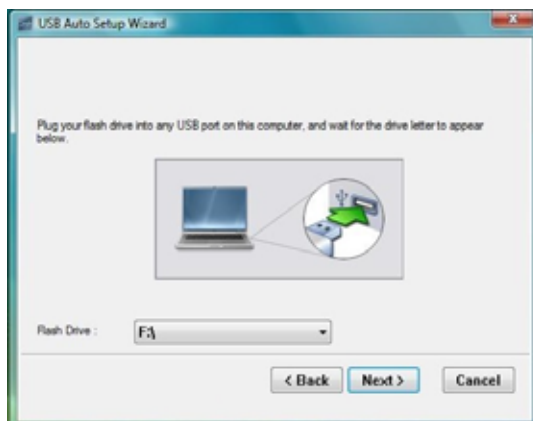 USB Auto Setup Wizard
Plug your flash drive into any USB port on this computer, and wait for the drive letter to appear
below.
Flash Drive :
F:\
< Back
Next >
Cancel